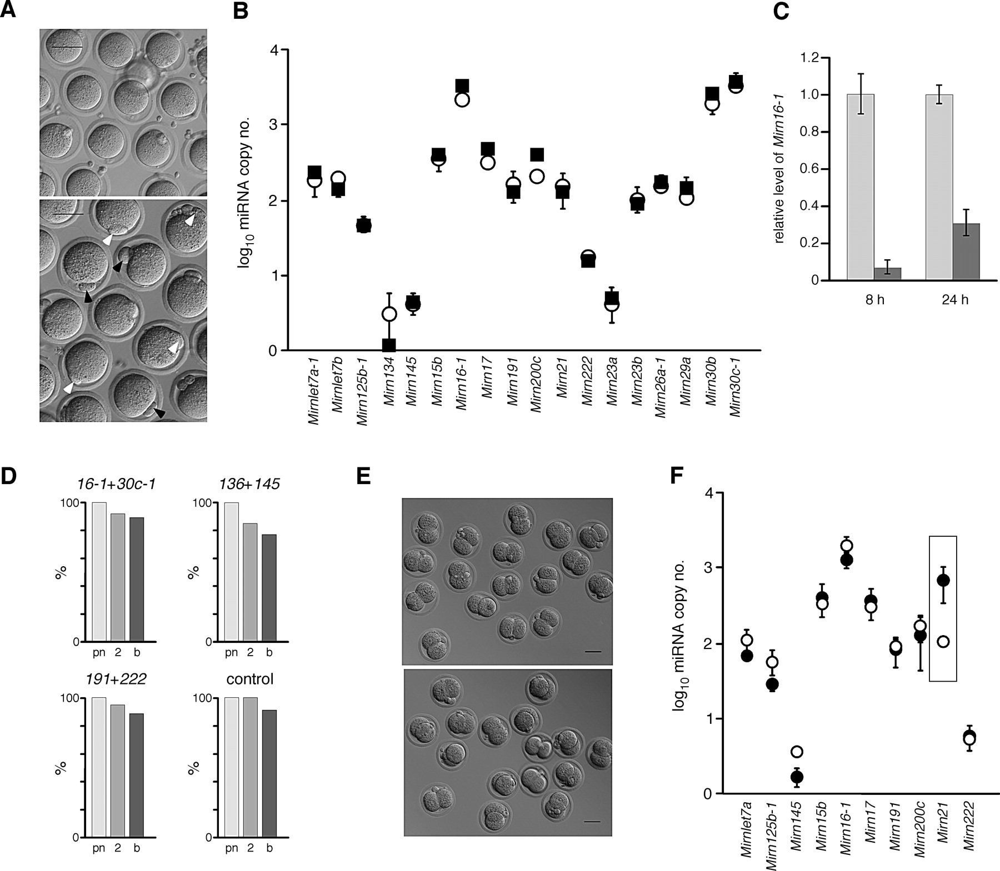 A
B
log10 miRNA copy no.
4
3
2
1
0
Mirnlet7a-1
Mirnlet7b
Mirn125b-1
Mirn134
Mirn145
Mirn15b
Mirn16-1
Mirn17
Mirn191
Mirn200c
Mirn21
Mirn222
Mirn23a
Mirn23b
Mirn26a-1
Mirn29a
Mirn30b
Mirn30c-1
C
relative level of Mirn16-1
1.2
1.0
0.8
0.6
0.4
0.2
0
8 h
24 h
D
16-1+30c-1
100
%
0
pn 2 b
136+145
100
%
0
pn 2 b
191+222
100
%
0
pn 2 b
control
100
%
0
pn 2 b
E
F
log10 miRNA copy no.
4
3
2
1
0
Mirnlet7a
Mirn125b-1
Mirn145
Mirn15b
Mirn16-1
Mirn17
Mirn191
Mirn200c
Mirn21
Mirn222